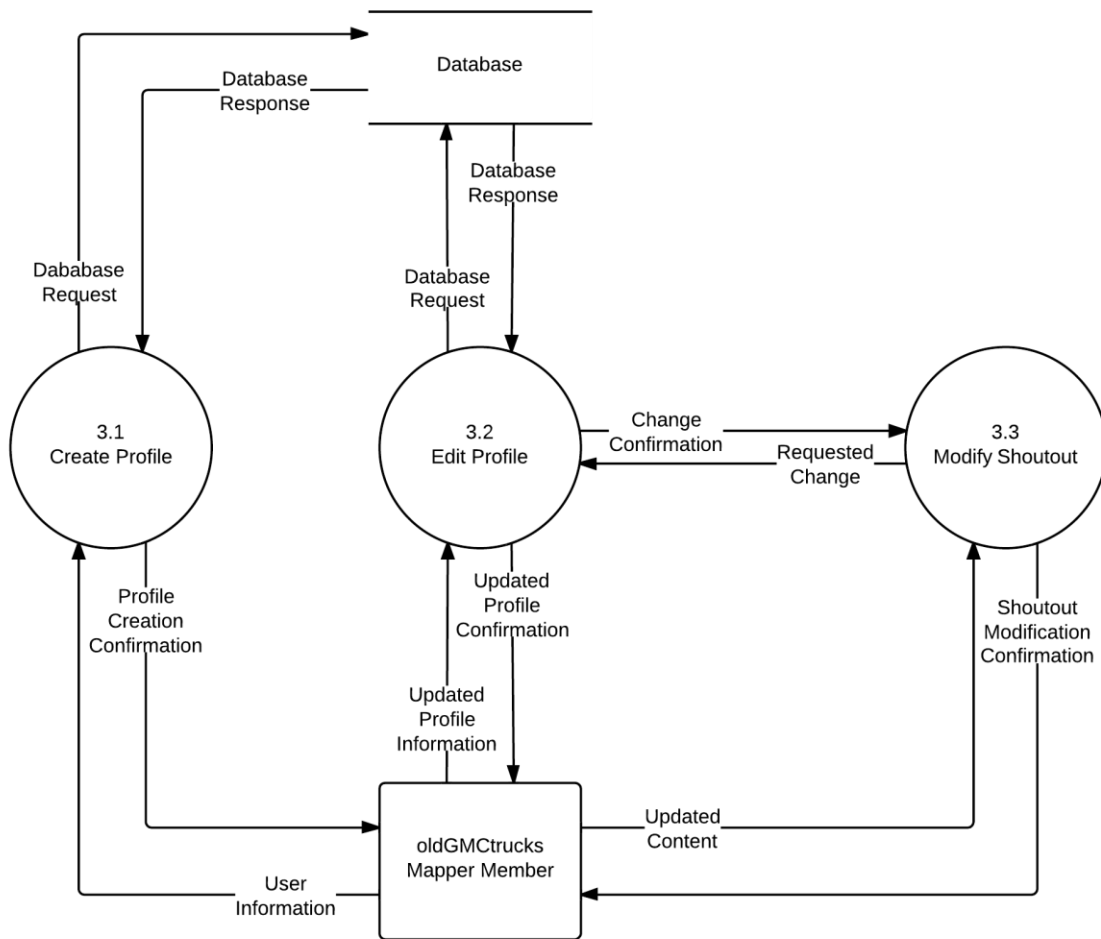 Database
Database
Response
Database
Response
Dababase
Request
Database
Request
3.1
Create Profile
3.2
Edit Profile
Change
Confirmation
Requested
Change
3.3
Modify Shoutout
Profile
Creation
Confirmation
Updated
Profile
Confirmation
Shoutout
Modification
Confirmation
Updated
Profile
Information
oldGMCtrucks
Mapper Member
Updated
Content
User
Information